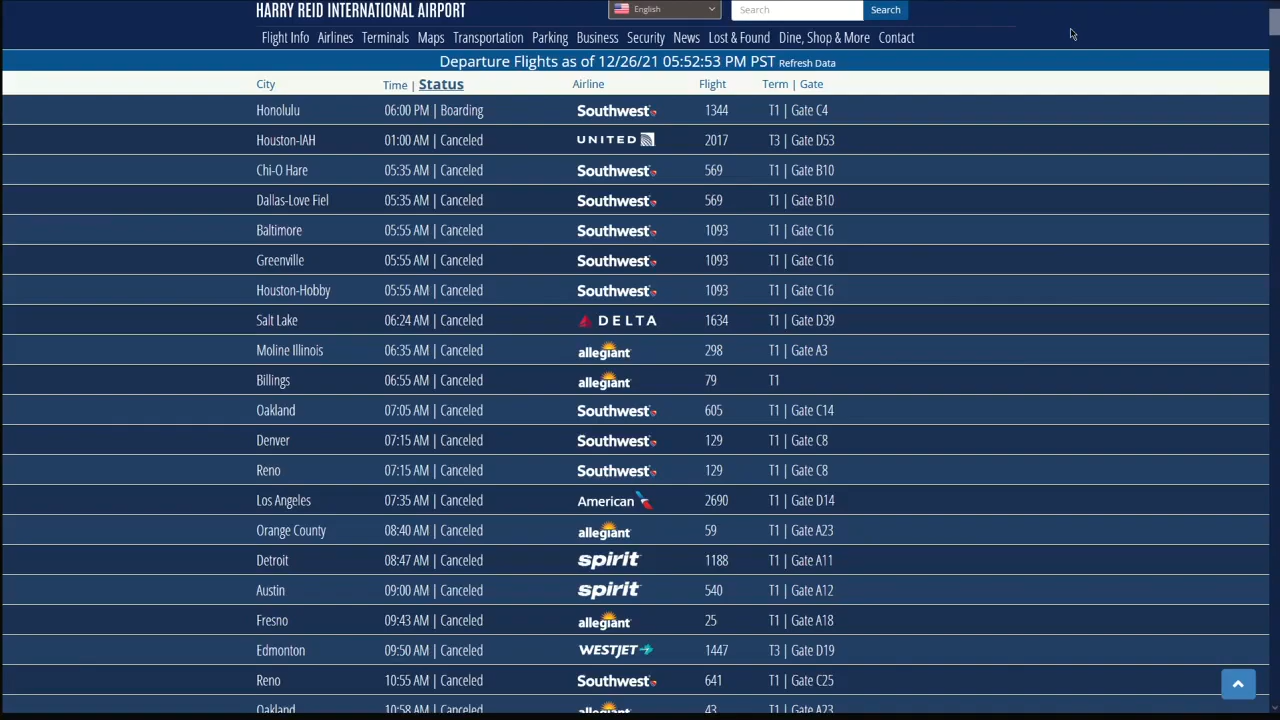 HARRY REID INTERNATIONAL AIRPORT English Search Search
Flight Info Airlines Terminals Maps Transportation Parking Business Security News Lost & Found Dine, Shop & More Contact
Departure Flights as of 12/26/21 05:52:53 PM PST Refresh Data
City Time | Status Airline Flight Term | Gate
Honolulu 06:00 PM | Boarding Southwest 1344 T1 | Gate C4
Houston-IAH 01:00 AM | Canceled UNITED 2017 T3 | Gate D53
Chi-O Hare 05:35 AM | Canceled Southwest 569 T1 | Gate B10
Dallas-Love Fiel 05:35 AM | Canceled Southwest 569 T1 | Gate B10
Baltimore 05:55 AM | Canceled Southwest 1093 T1 | Gate C16
Greenville 05:55 AM | Canceled Southwest 1093 T1 | Gate C16
Houston-Hobby 05:55 AM | Canceled Southwest 1093 T1 | Gate C16
Salt Lake 06:24 AM | Canceled DELTA 1634 T1 | Gate D39
Moline Illinois 06:35 AM | Canceled allegiant 298 T1 | Gate A3
Billings 06:55 AM | Canceled allegiant 79 T1
Oakland 07:05 AM | Canceled Southwest 605 T1 | Gate C14
Denver 07:15 AM | Canceled Southwest 129 T1 | Gate C8
Reno 07:15 AM | Canceled Southwest 129 T1 | Gate C8
Los Angeles 07:35 AM | Canceled American 2690 T1 | Gate D14
Orange County 08:40 AM | Canceled allegiant 59 T1 | Gate A23
Detroit 08:47 AM | Canceled spirit 1188 T1 | Gate A11
Austin 09:00 AM | Canceled spirit 540 T1 | Gate A12
Fresno 09:43 AM | Canceled allegiant 25 T1 | Gate A18
Edmonton 09:50 AM | Canceled WESTJET 1447 T3 | Gate D19
Reno 10:55 AM | Canceled Southwest 641 T1 | Gate C25
Oakland 10:58 AM | Canceled allegiant 43 T1 | Gate A23